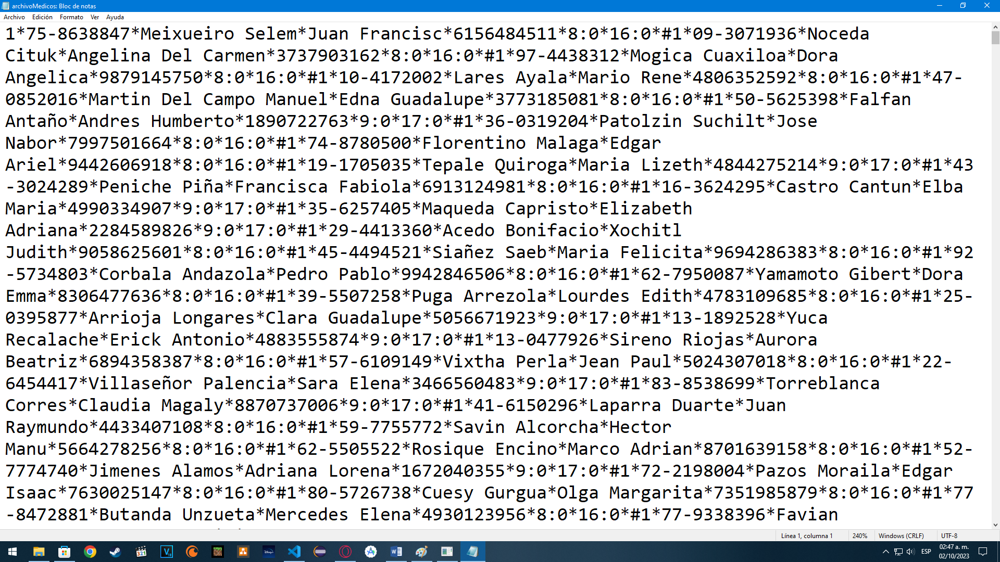 archivoMedicos: Bloc de notas
Archivo Edición Formato Ver Ayuda
1*75-8638847*Meixueiro Selem*Juan Francisc*6156484511*8:0*16:0*#1*09-3071936*Noceda
Cituk*Angelina Del Carmen*3737903162*8:0*16:0*#1*97-4438312*Mogica Cuaxiloa*Dora
Angelica*9879145750*8:0*16:0*#1*10-4172002*Lares Ayala*Mario Rene*4806352592*8:0*16:0*#1*47-
0852016*Martin Del Campo Manuel*Edna Guadalupe*3773185081*8:0*16:0*#1*50-5625398*Falfan
Antaño*Andres Humberto*1890722763*9:0*17:0*#1*36-0319204*Patolzin Suchilt*Jose
Nabor*7997501664*8:0*16:0*#1*74-8780500*Florentino Malaga*Edgar
Ariel*9442606918*8:0*16:0*#1*19-1705035*Tepale Quiroga*Maria Lizeth*4844275214*9:0*17:0*#1*43
-3024289*Peniche Piña*Francisca Fabiola*6913124981*8:0*16:0*#1*16-3624295*Castro Cantun*Elba
Maria*4990334907*9:0*17:0*#1*35-6257405*Maqueda Capristo*Elizabeth
Adriana*2284589826*9:0*17:0*#1*29-4413360*Acedo Bonifacio*Xochitl
Judith*9058625601*8:0*16:0*#1*45-4494521*Siañez Saeb*Maria Felicita*9694286383*8:0*16:0*#1*92
-5734803*Corbala Andazola*Pedro Pablo*9942846506*8:0*16:0*#1*62-7950087*Yamamoto Gibert*Dora
Emma*8306477636*8:0*16:0*#1*39-5507258*Puga Arrezola*Lourdes Edith*4783109685*8:0*16:0*#1*25-
0395877*Arrioja Longares*Clara Guadalupe*5056671923*9:0*17:0*#1*13-1892528*Yuca
Recalache*Erick Antonio*4883555874*9:0*17:0*#1*13-0477926*Sireno Riojas*Aurora
Beatriz*6894358387*8:0*16:0*#1*57-6109149*Vixtha Perla*Jean Paul*5024307018*8:0*16:0*#1*22-
6454417*Villaseñor Palencia*Sara Elena*3466560483*9:0*17:0*#1*83-8538699*Torreblanca
Corres*Claudia Magaly*8870737006*9:0*17:0*#1*41-6150296*Laparra Duarte*Juan
Raymundo*4433407108*8:0*16:0*#1*59-7755772*Savin Alcorcha*Hector
Manu*5664278256*8:0*16:0*#1*62-5505522*Rosique Encino*Marco Adrian*8701639158*8:0*16:0*#1*52-
7774740*Jimenes Alamos*Adriana Lorena*1672040355*9:0*17:0*#1*72-2198004*Pazos Moraila*Edgar
Isaac*7630025147*8:0*16:0*#1*80-5726738*Cuesy Gurgua*Olga Margarita*7351985879*8:0*16:0*#1*77
-8472881*Butanda Unzueta*Mercedes Elena*4930123956*8:0*16:0*#1*77-9338396*Favian
Línea 1, columna 1 240% Windows (CRLF) UTF-8
321 V 18 Disney+ W ESP 02:47 a. m.
02/10/2023